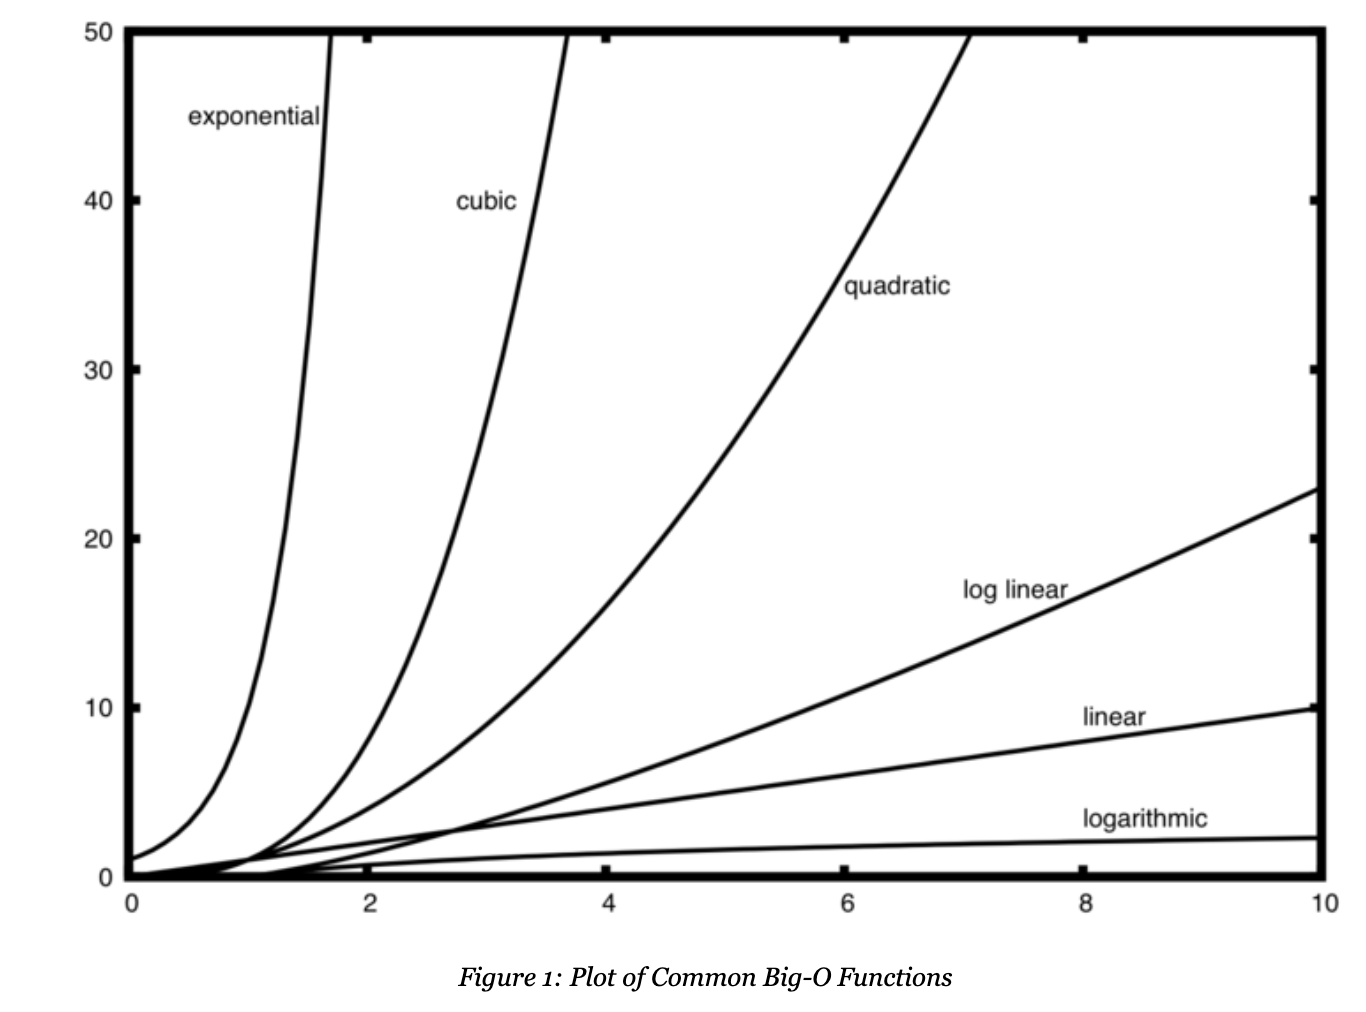 50
exponential
40
cubic
quadratic
30
20
log linear
10
linear
logarithmic
0
0 2 4 6 8 10
Figure 1: Plot of Common Big-O Functions